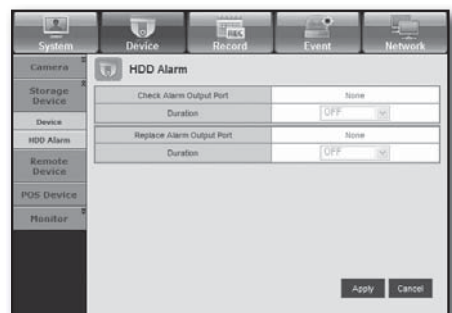 System Device Record Event Network
REC
Camera
HDD Alarm
Storage Device
Check Alarm Output Port None
Device
Duration OFF
HDD Alarm
Replace Alarm Output Port None
Duration OFF
Remote Device
POS Device
Monitor
Apply Cancel